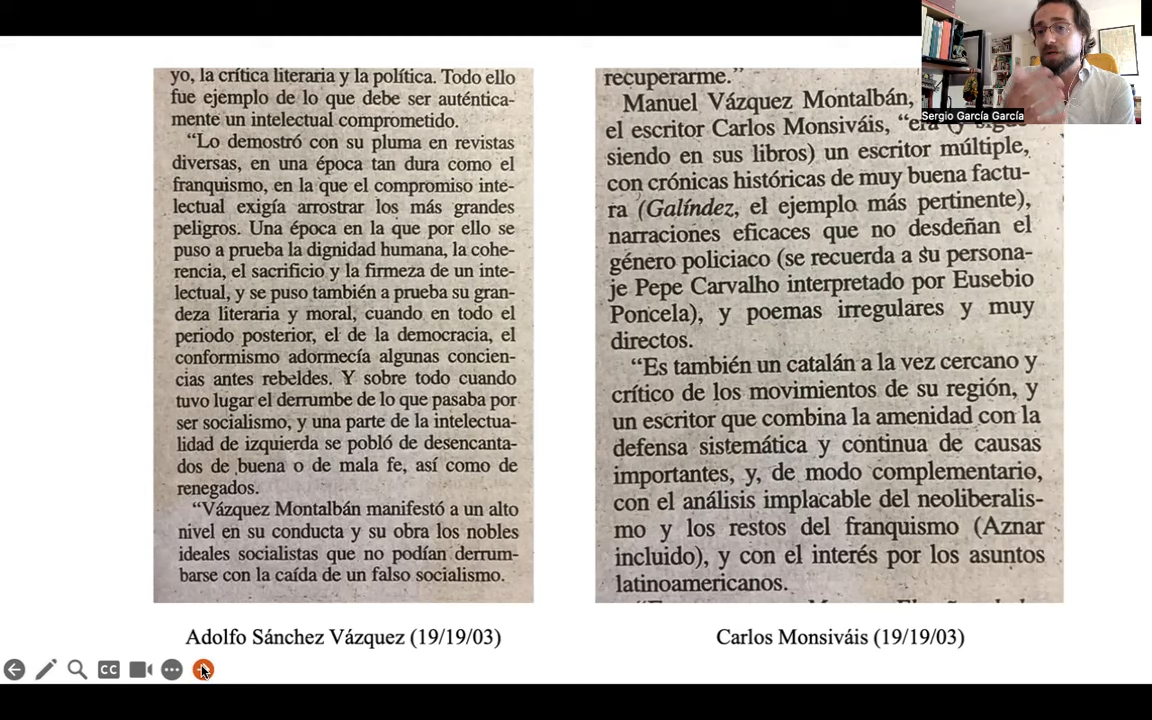 yo, la crítica literaria y la política. Todo ello
fue ejemplo de lo que debe ser auténtica-
mente un intelectual comprometido.
“Lo demostró con su pluma en revistas
diversas, en una época tan dura como el
franquismo, en la que el compromiso inte-
lectual exigía arrostrar los más grandes
peligros. Una época en la que por ello se
puso a prueba la dignidad humana, la cohe-
rencia, el sacrificio y la firmeza de un inte-
lectual, y se puso también a prueba su gran-
deza literaria y moral, cuando en todo el
periodo posterior, el de la democracia, el
conformismo adormecía algunas concien-
cias antes rebeldes. Y sobre todo cuando
tuvo lugar el derrumbe de lo que pasaba por
ser socialismo, y una parte de la intelectua-
lidad de izquierda se pobló de desencanta-
dos de buena o de mala fe, así como de
renegados.
“Vázquez Montalbán manifestó a un alto
nivel en su conducta y su obra los nobles
ideales socialistas que no podían derrum-
barse con la caída de un falso socialismo.
Adolfo Sánchez Vázquez (19/19/03)
recuperarme.”
Manuel Vázquez Montalbán,
el escritor Carlos Monsiváis, “era (y sigue
siendo en sus libros) un escritor múltiple,
con crónicas históricas de muy buena factu-
ra (Galíndez, el ejemplo más pertinente),
narraciones eficaces que no desdeñan el
género policiaco (se recuerda a su persona-
je Pepe Carvalho interpretado por Eusebio
Poncela), y poemas irregulares y muy
directos.
“Es también un catalán a la vez cercano y
crítico de los movimientos de su región, y
un escritor que combina la amenidad con la
defensa sistemática y continua de causas
importantes, y, de modo complementario,
con el análisis implacable del neoliberalis-
mo y los restos del franquismo (Aznar
incluido), y con el interés por los asuntos
latinoamericanos.
Carlos Monsiváis (19/19/03)
Sergio García García
CC